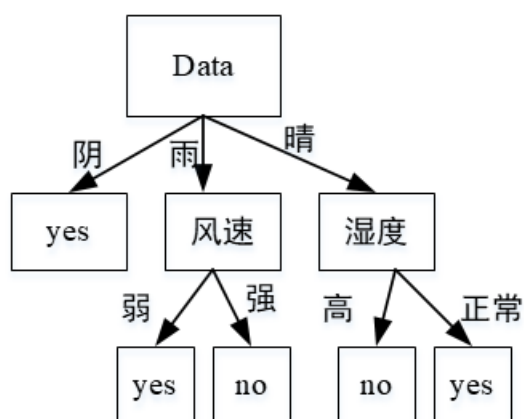 Data
阴 雨 晴
yes 风速 湿度
弱 强 高 正常
yes no no yes